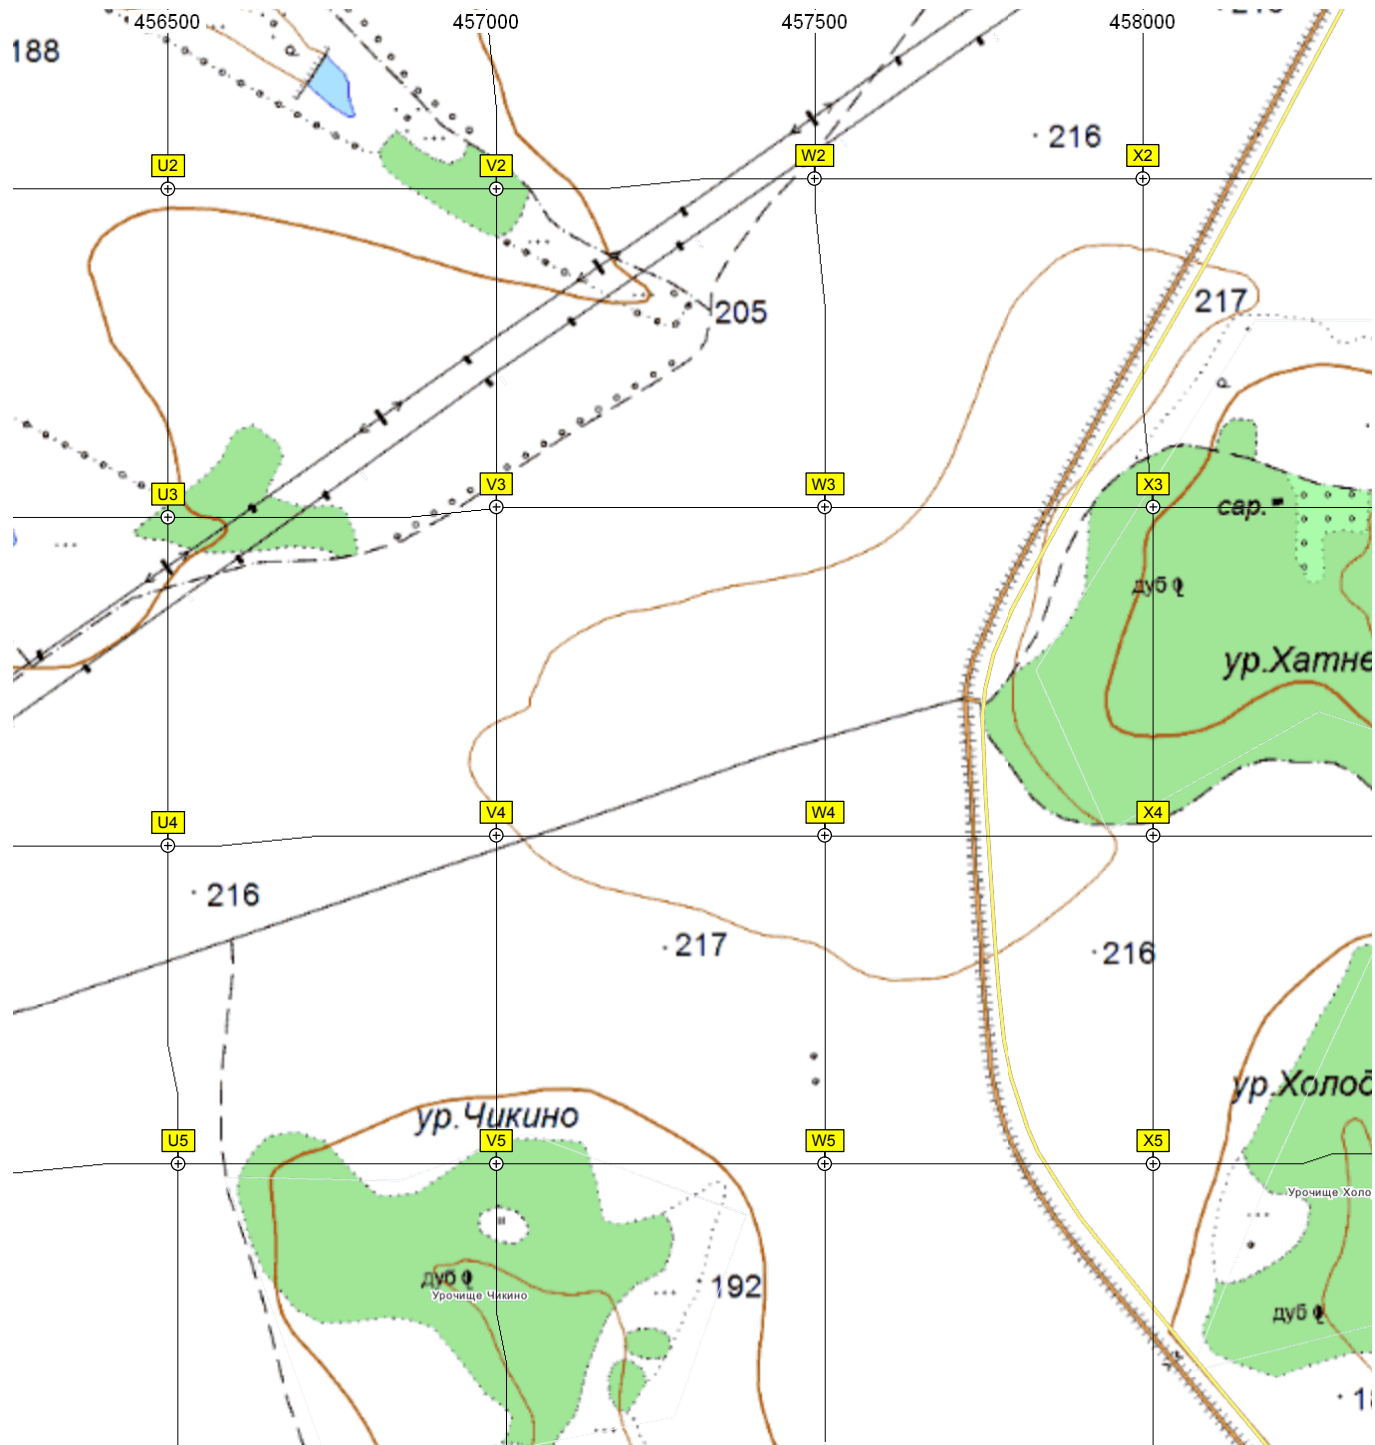 456500 457000 457500 458000
188
216
U2 V2 W2 X2
217
205
U3 V3 W3 X3
сар.
дуб
ур.Хатне
U4 V4 W4 X4
216
217
216
ур.Холод
ур.Чикино
U5 V5 W5 X5
Урочище Холо
дуб
192
Урочище Чикино
дуб